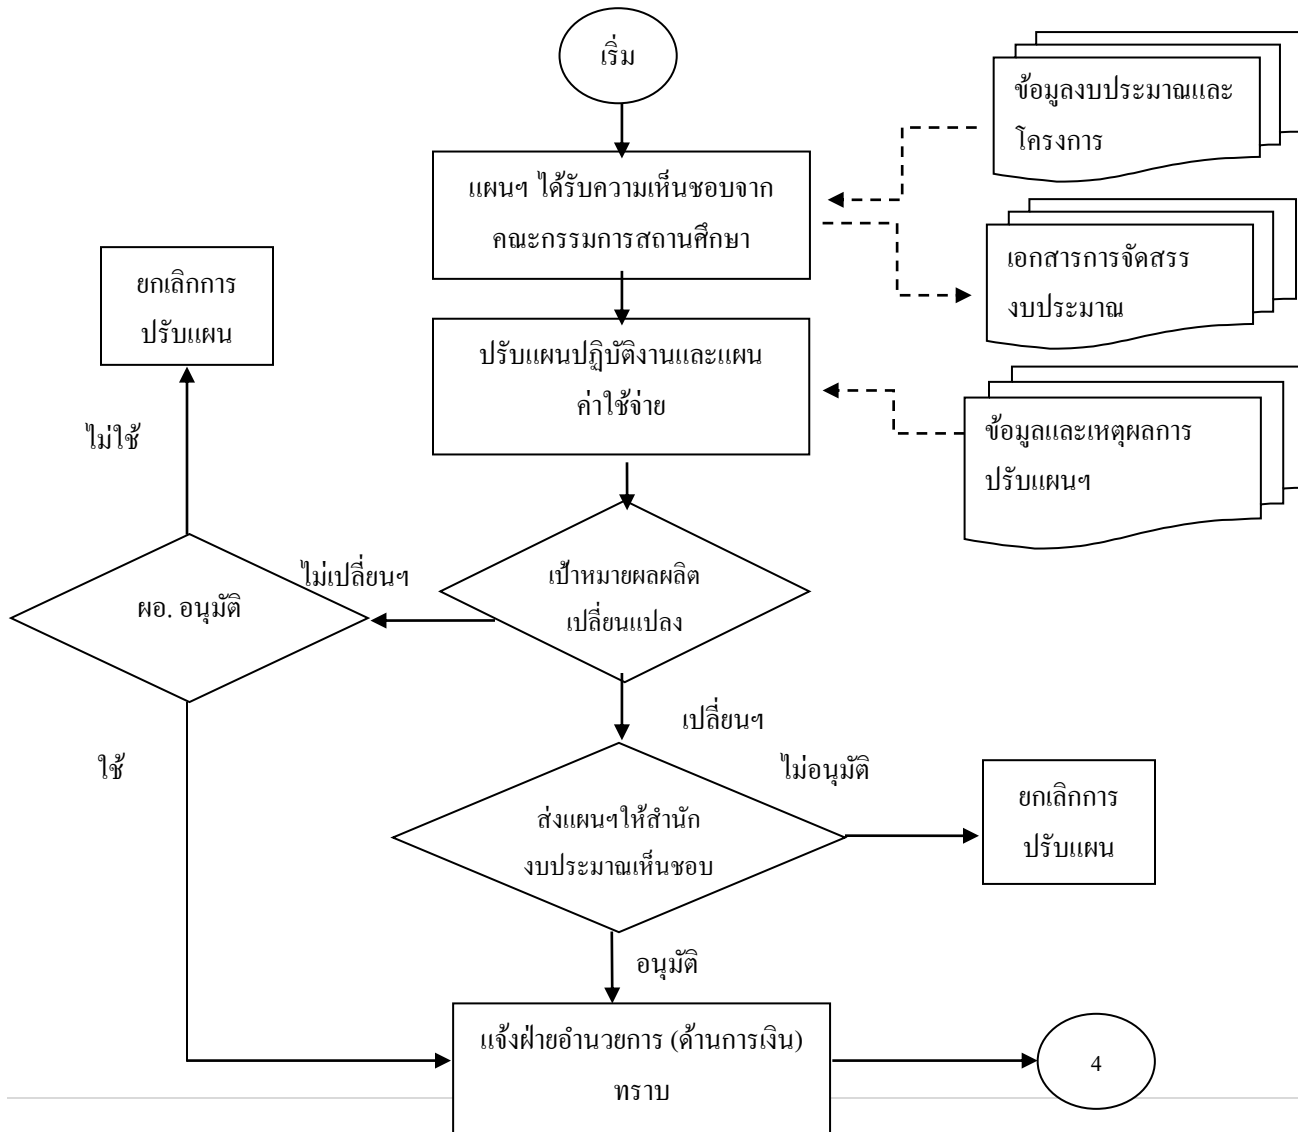 เริ่ม
ข้อมูลงบประมาณและ
โครงการ
แผนฯ ได้รับความเห็นชอบจาก
คณะกรรมการสถานศึกษา
เอกสารการจัดสรร
งบประมาณ
ยกเลิกการ
ปรับแผน
ปรับแผนปฏิบัติงานและแผน
ค่าใช้จ่าย
ข้อมูลและเหตุผลการ
ปรับแผนฯ
ไม่ใช้
ไม่เปลี่ยนฯ
เป้าหมายผลผลิต
เปลี่ยนแปลง
ผอ. อนุมัติ
เปลี่ยนฯ
ใช้
ไม่อนุมัติ
ส่งแผนฯให้สำนัก
งบประมาณเห็นชอบ
ยกเลิกการ
ปรับแผน
อนุมัติ
แจ้งฝ่ายอำนวยการ (ด้านการเงิน)
ทราบ
4